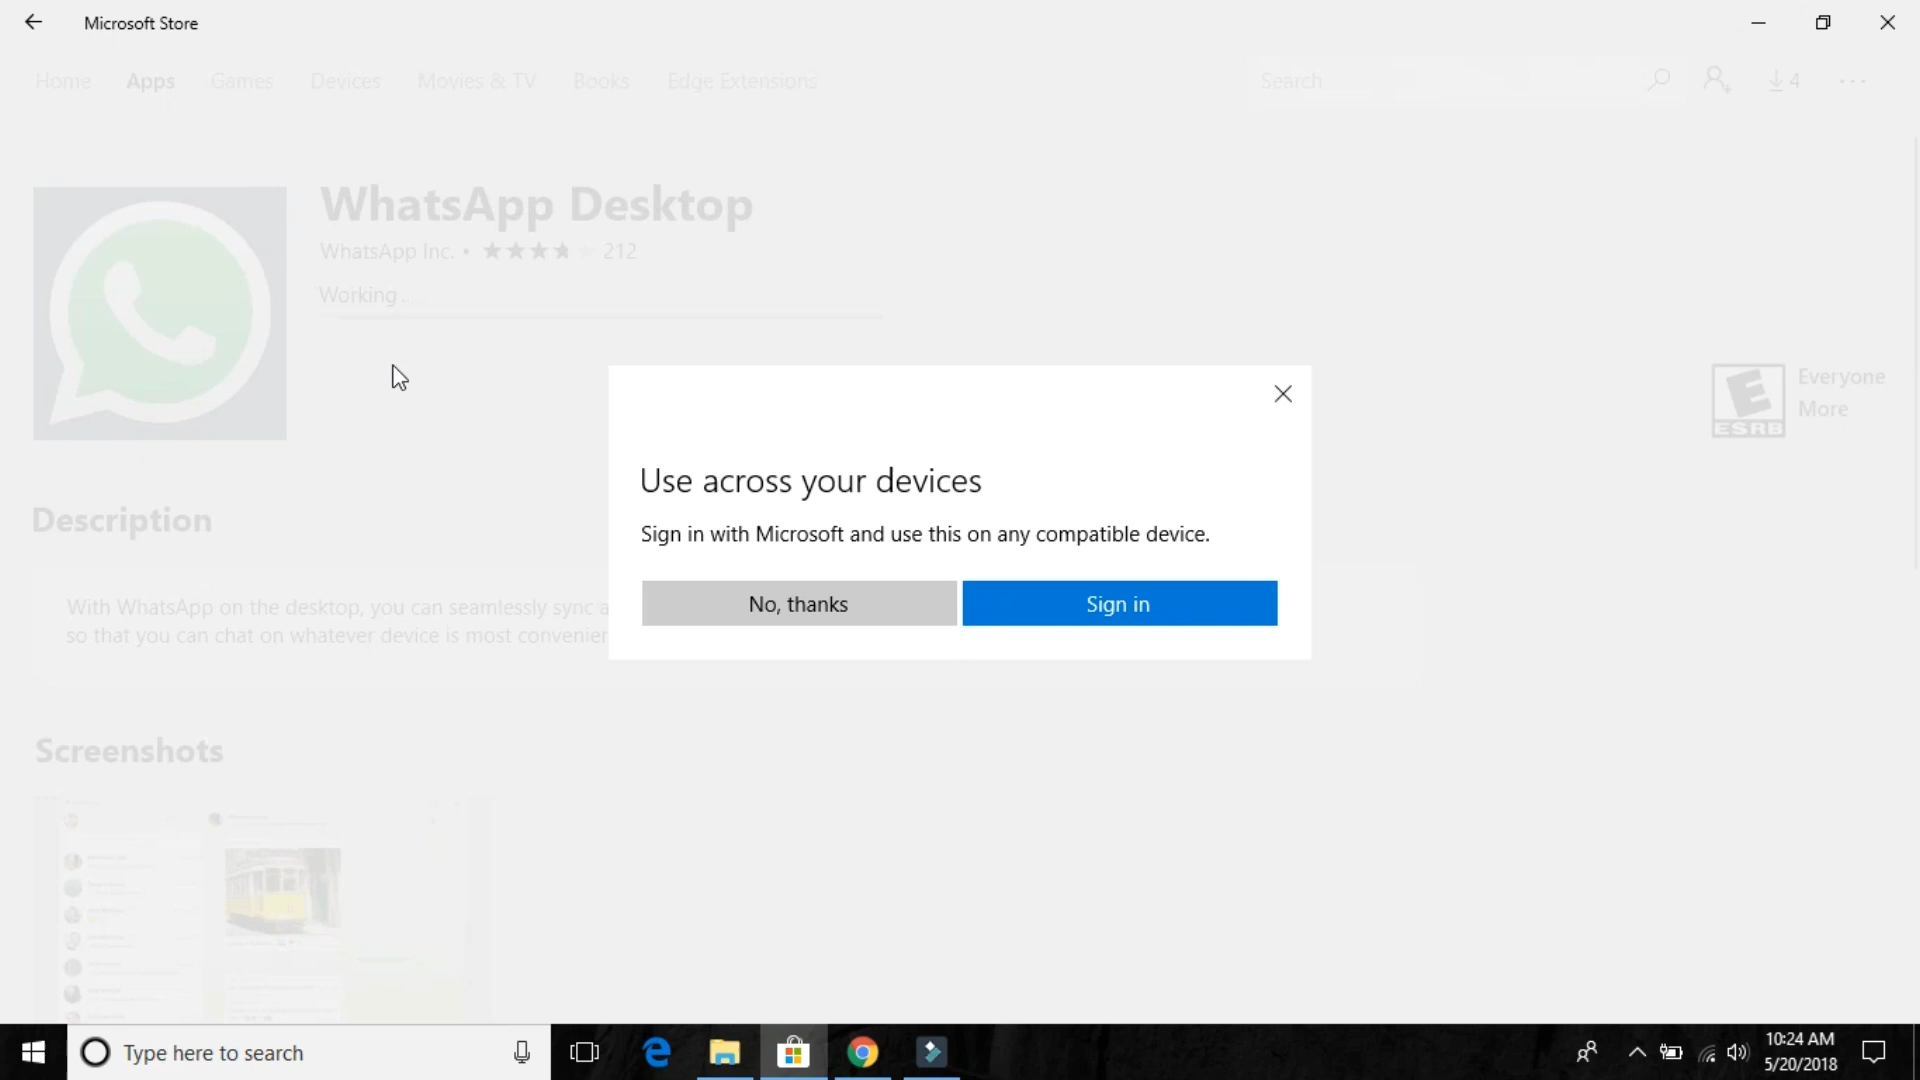 Microsoft Store
Home Apps Games Devices Movies & TV Books Edge Extensions Search 4
WhatsApp Desktop
WhatsApp Inc. • 212
Working....
Everyone
More
E
ESRB
Use across your devices
Sign in with Microsoft and use this on any compatible device.
No, thanks Sign in
Description
With WhatsApp on the desktop, you can seamlessly sync a
so that you can chat on whatever device is most convenien
Screenshots
Type here to search
10:24 AM
5/20/2018